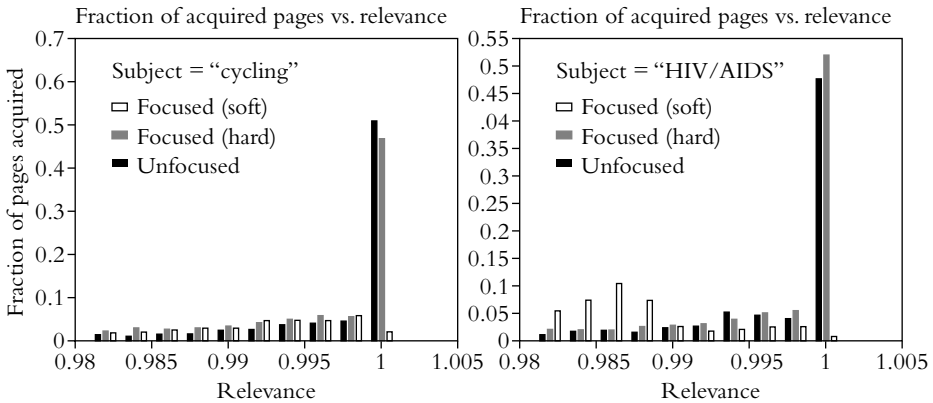 Fraction of acquired pages vs. relevance
0.7
0.6
0.5
0.4
0.3
0.2
0.1
0
Fraction of pages acquired
Subject = “cycling”
Focused (soft)
Focused (hard)
Unfocused
0.98 0.985 0.99 0.995 1 1.005
Relevance
Fraction of acquired pages vs. relevance
0.55
0.5
0.45
.04
0.35
0.3
0.25
0.2
0.15
0.1
0.05
0
Subject = “HIV/AIDS”
Focused (soft)
Focused (hard)
Unfocused
0.98 0.985 0.99 0.995 1 1.005
Relevance